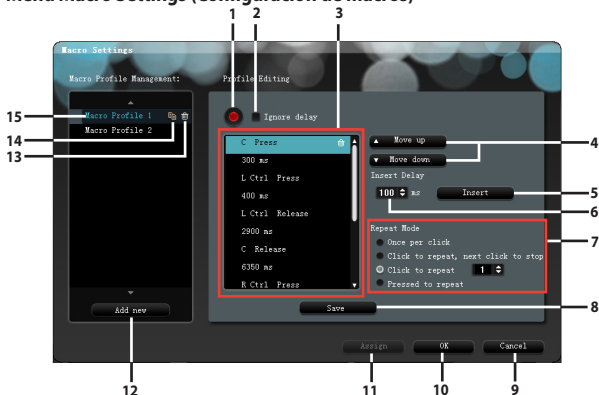 Menú Macro Settings (Configuración de macros)
1 2 3
Macro Settings
Macro Profile Management:
Profile Editing
Macro Profile 1
Macro Profile 2
Add new
Ignore delay
C Press
300 ms
L Ctrl Press
400 ms
L Ctrl Release
2900 ms
C Release
6350 ms
R Ctrl Press
Move up
Move down
Insert Delay
100 ms Insert
Repeat Mode
Once per click
Click to repeat, next click to stop
Click to repeat 1
Pressed to repeat
Save
Assign OK Cancel
15
14
13
4
5
6
7
8
12 11 10 9